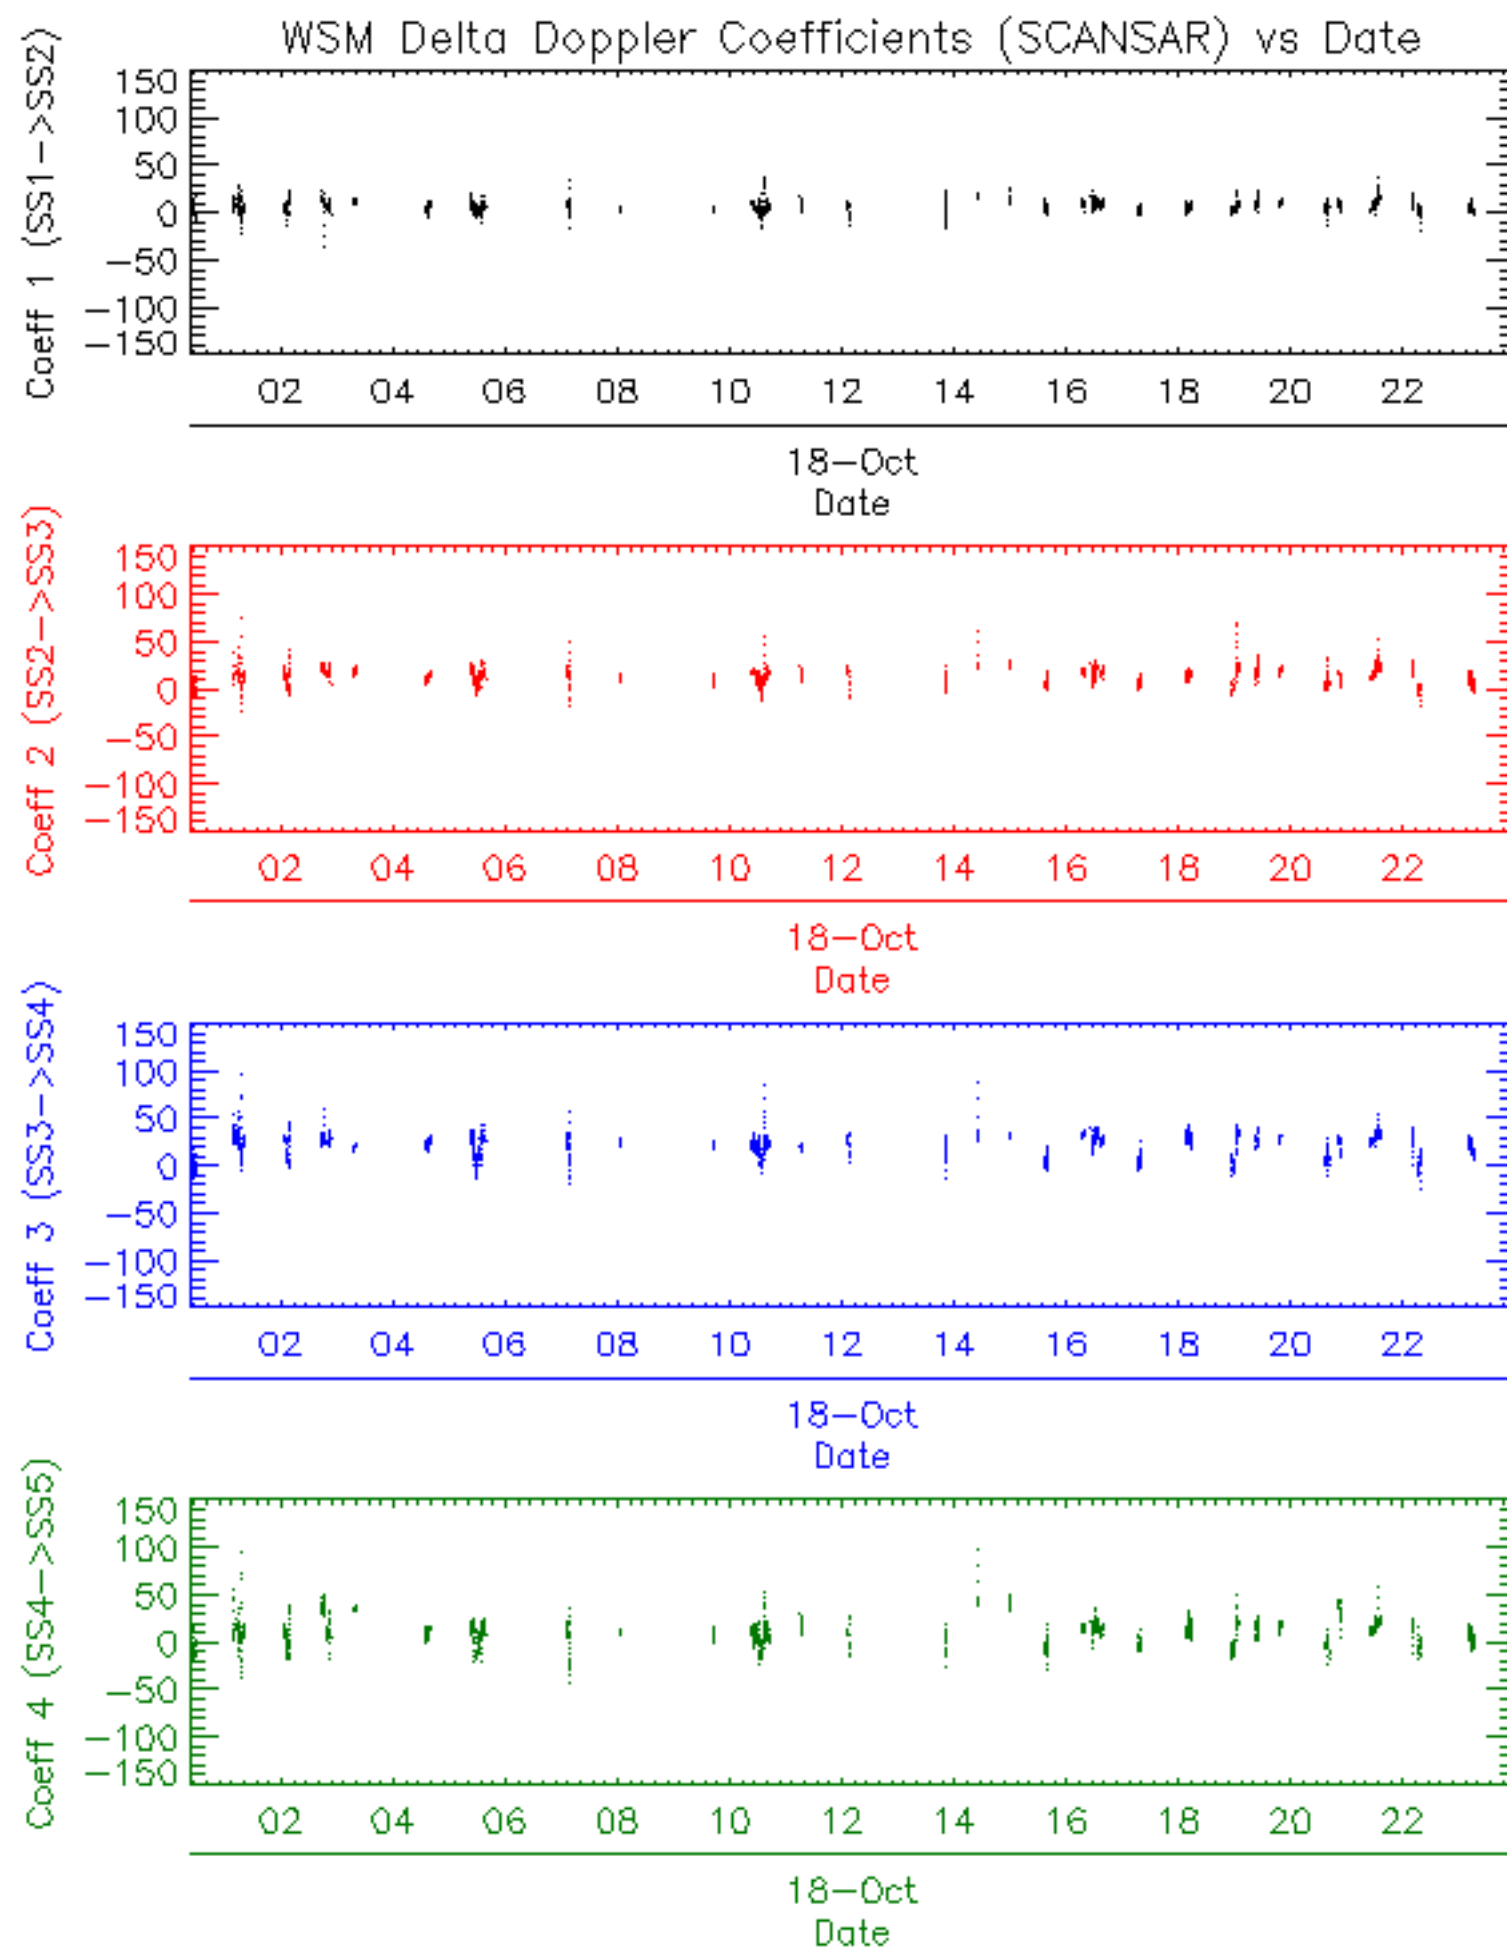 WSM Delta Doppler Coefficients (SCANSAR) vs Date
Coeff 1 (SS1->SS2)
150
100
50
0
-50
-100
-150
02 04 06 08 10 12 14 16 18 20 22
18-Oct
Date
Coeff 2 (SS2->SS3)
150
100
50
0
-50
-100
-150
02 04 06 08 10 12 14 16 18 20 22
18-Oct
Date
Coeff 3 (SS3->SS4)
150
100
50
0
-50
-100
-150
02 04 06 08 10 12 14 16 18 20 22
18-Oct
Date
Coeff 4 (SS4->SS5)
150
100
50
0
-50
-100
-150
02 04 06 08 10 12 14 16 18 20 22
18-Oct
Date